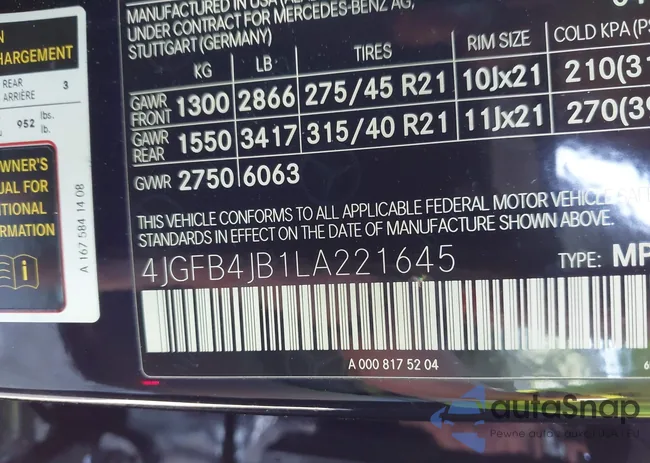 MANUFACTURED IN USA
UNDER CONTRACT FOR MERCEDES-BENZ AG,
STUTTGART (GERMANY)
KG LB TIRES RIM SIZE COLD KPA
GAWR FRONT 1300 2866 275/45 R21 10Jx21 210
GAWR REAR 1550 3417 315/40 R21 11Jx21 270
GVWR 2750 6063
THIS VEHICLE CONFORMS TO ALL APPLICABLE FEDERAL MOTOR VEHICLE
STANDARDS IN EFFECT ON THE DATE OF MANUFACTURE SHOWN ABOVE.
4JGFB4JB1LA221645 TYPE: MP
A 000 817 52 04
HARGEMENT
REAR 3
ARRIÈRE
952 lbs.
lb.
OWNER'S
FOR
A 167 584 14 08
autoSnap